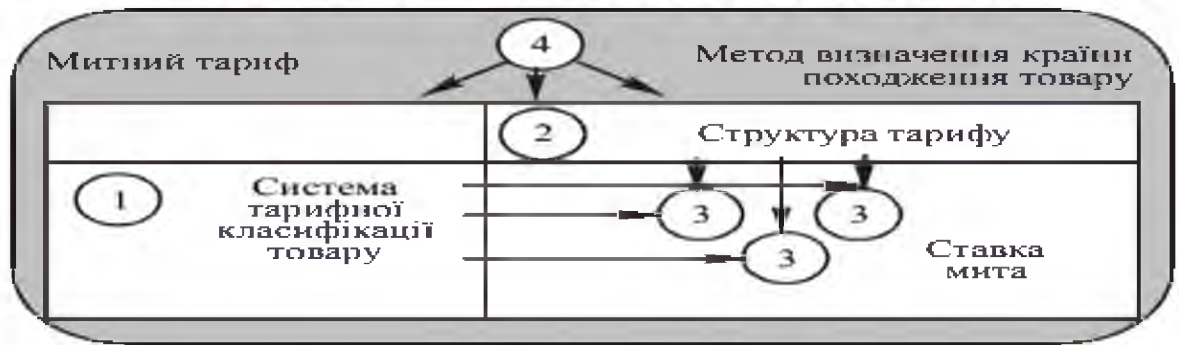 Митний тариф
4
Метод визначення країни
походження товару
2
Структура тарифу
1
Система
тарифної
класифікації
товару
3
3
3
Ставка
мита